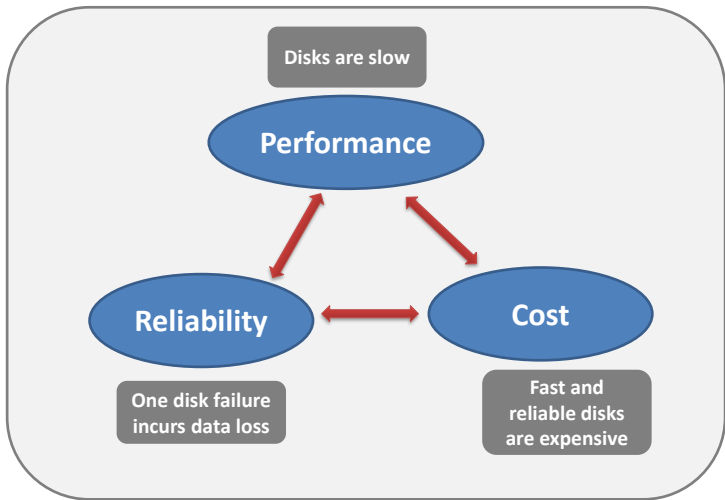 Disks are slow
Performance
Reliability
Cost
One disk failure
incurs data loss
Fast and
reliable disks
are expensive